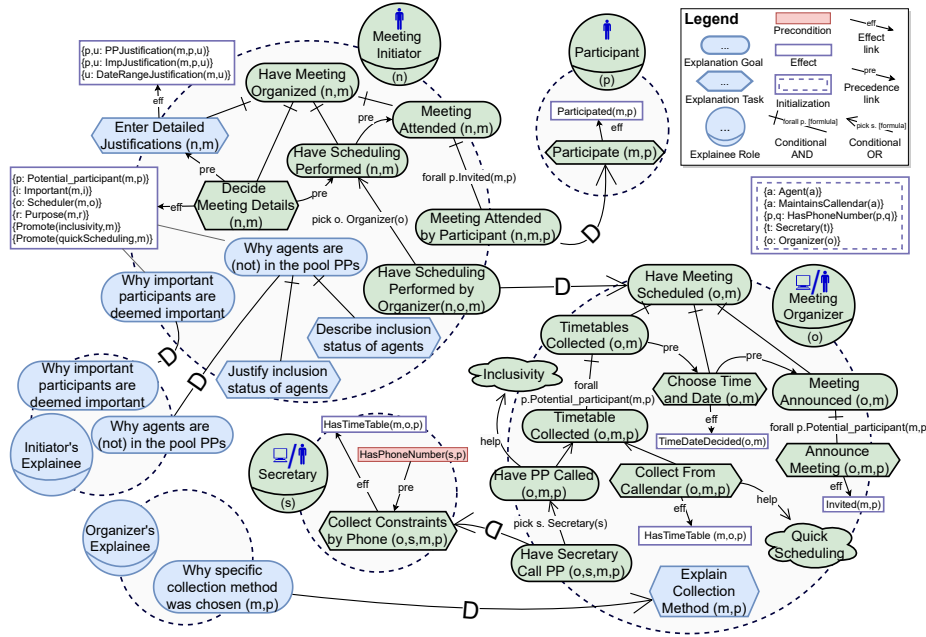 Meeting
Initiator
(n)
Participant
(p)
Legend
...
Explanation Goal
...
Explanation Task
...
Explainee Role
Precondition
Effect
Initialization
forall p. [formula]
Conditional
AND
eff
Effect
link
pre
Precedence
link
pick s. [formula]
Conditional
OR
{p,u: PPJustification(m,p,u)}
{p,u: ImpJustification(m,p,u)}
{u: DateRangeJustification(m,u)}
eff
Have Meeting
Organized (n,m)
Enter Detailed
Justifications (n,m)
pre
Meeting
Attended (n,m)
Participated(m,p)
eff
Participate (m,p)
Have Scheduling
Performed (n,m)
pre
forall p.Invited(m,p)
{p: Potential_participant(m,p)}
{i: Important(m,i)}
{o: Scheduler(m,o)}
{r: Purpose(m,r)}
{Promote(inclusivity,m)}
{Promote(quickScheduling,m)}
eff
Decide
Meeting Details
(n,m)
pre
pick o. Organizer(o)
Meeting Attended
by Participant (n,m,p)
D
{a: Agent(a)}
{a: MaintainsCallendar(a)}
{p,q: HasPhoneNumber(p,q)}
{t: Secretary(t)}
{o: Organizer(o)}
Why agents are
(not) in the pool PPs
Why important
participants are
deemed important
Have Scheduling
Performed by
Organizer(n,o,m)
D
Have Meeting
Scheduled (o,m)
Meeting
Organizer
(o)
Describe inclusion
status of agents
Justify inclusion
status of agents
D
D
Timetables
Collected (o,m)
pre
pre
Inclusivity
forall
p.Potential_participant(m,p)
Choose Time
and Date (o,m)
Meeting
Announced (o,m)
eff
TimeDateDecided(o,m)
forall p.Potential_participant(m,p)
Why important
participants are
deemed important
Why agents are
(not) in the pool PPs
Initiator's
Explainee
HasTimeTable(m,o,p)
HasPhoneNumber(s,p)
eff
pre
Secretary
(s)
Collect Constraints
by Phone (o,s,m,p)
help
Timetable
Collected (o,m,p)
Have PP Called
(o,m,p)
Collect From
Callendar (o,m,p)
help
Announce
Meeting (o,m,p)
eff
Invited(m,p)
eff
HasTimeTable (m,o,p)
pick s. Secretary(s)
D
Have Secretary
Call PP (o,s,m,p)
Quick
Scheduling
Organizer's
Explainee
Why specific
collection method
was chosen (m,p)
D
Explain
Collection
Method (m,p)